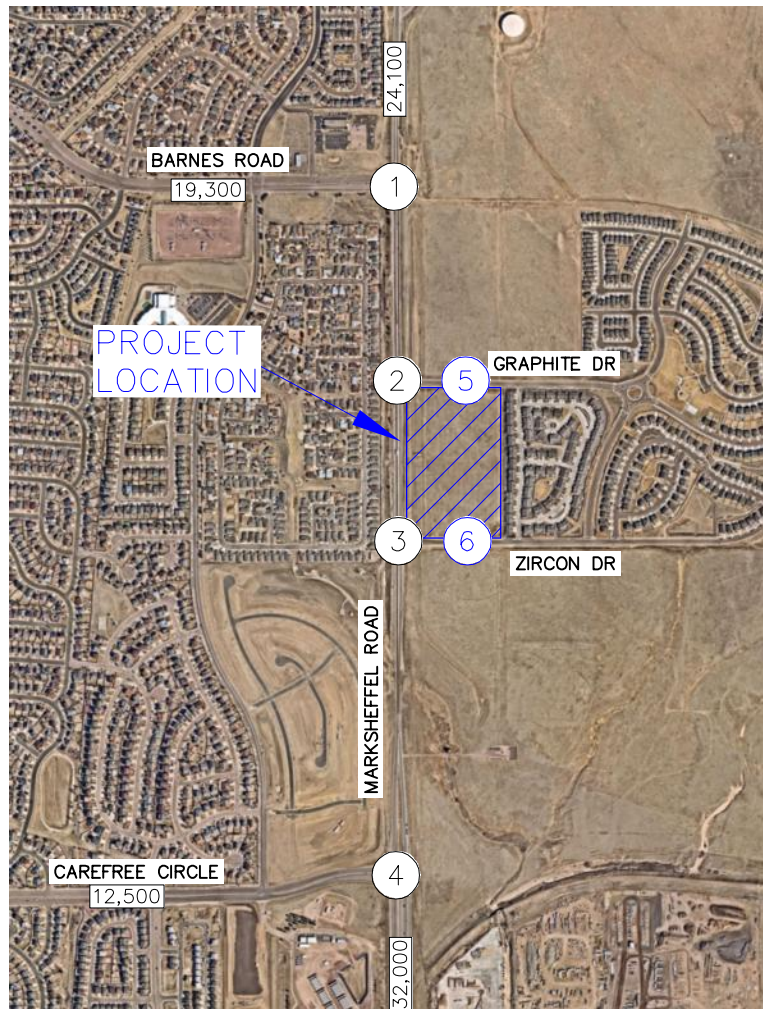 24,100
BARNES ROAD
19,300
1
PROJECT
LOCATION
GRAPHITE DR
2
5
3
6
ZIRCON DR
MARKSHEFFEL ROAD
CAREFREE CIRCLE
12,500
4
32,000